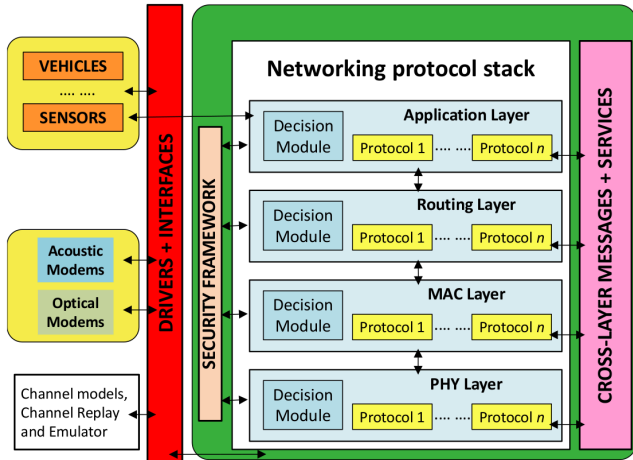 VEHICLES
.... ....
SENSORS
Acoustic
Modems
Optical
Modems
Channel models,
Channel Replay
and Emulator
DRIVERS + INTERFACES
SECURITY FRAMEWORK
Networking protocol stack
Application Layer
Decision
Module
Protocol 1 .... .... Protocol n
Routing Layer
Decision
Module
Protocol 1 .... .... Protocol n
MAC Layer
Decision
Module
Protocol 1 .... .... Protocol n
PHY Layer
Decision
Module
Protocol 1 .... .... Protocol n
CROSS-LAYER MESSAGES + SERVICES